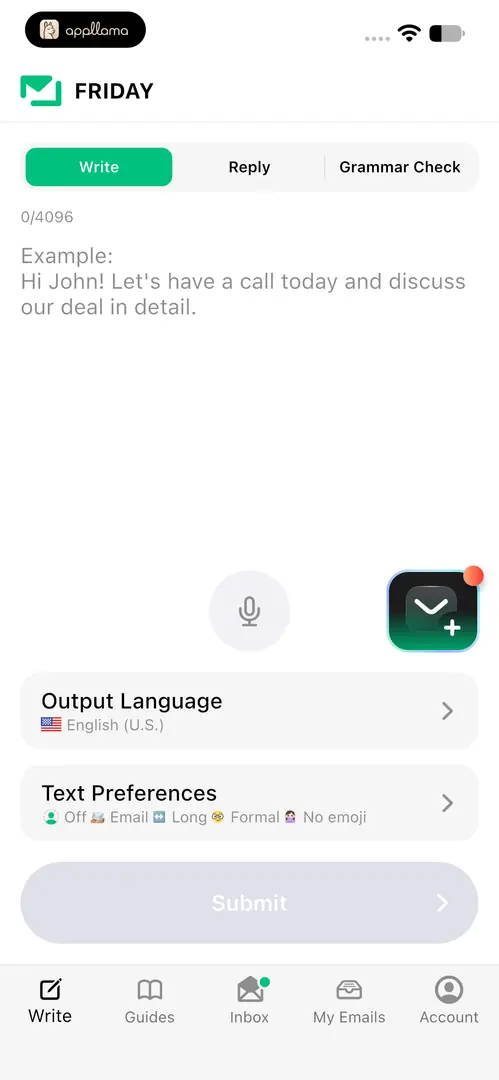 appllama
FRIDAY
Write
Reply
Grammar Check
0/4096
Example:
Hi John! Let's have a call today and discuss
our deal in detail.
Output Language
English (U.S.)
Text Preferences
Off Email Long Formal No emoji
Submit
Write
Guides
Inbox
My Emails
Account